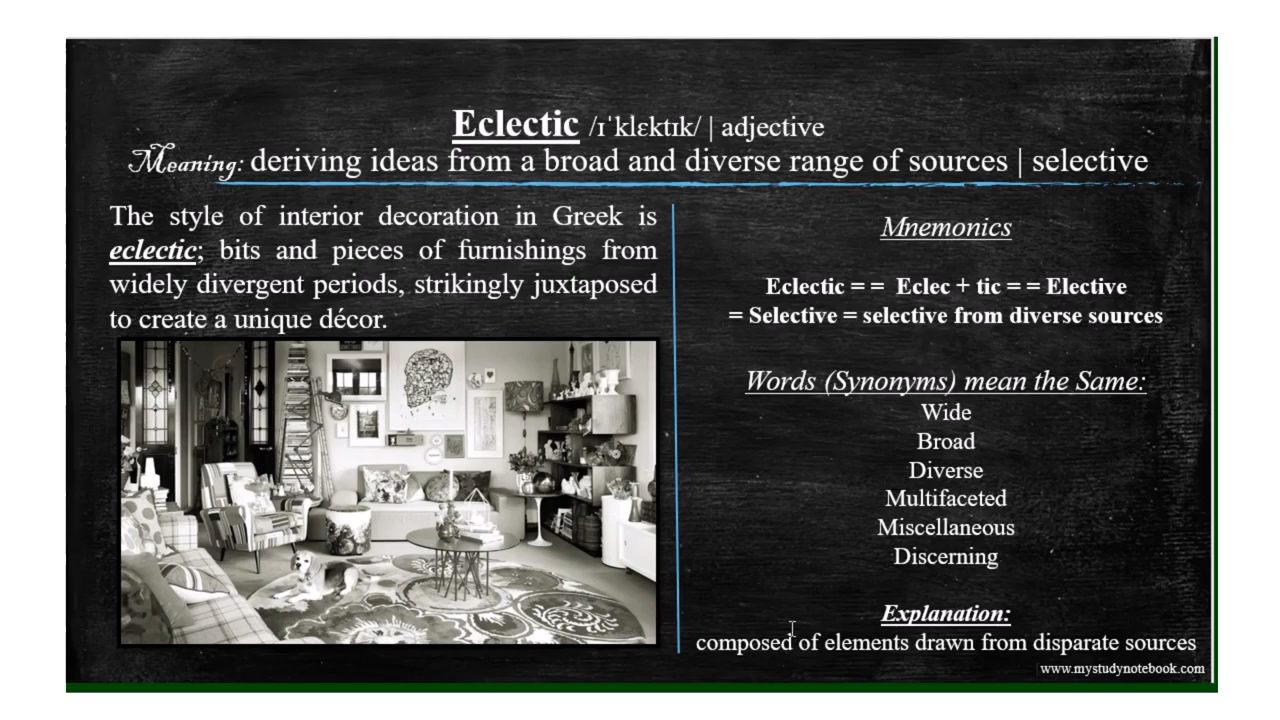 Eclectic /ɪˈklɛktɪk/ | adjective
Meaning: deriving ideas from a broad and diverse range of sources | selective
The style of interior decoration in Greek is
eclectic; bits and pieces of furnishings from
widely divergent periods, strikingly juxtaposed
to create a unique décor.
Mnemonics
Eclectic = = Eclec + tic = = Elective
= Selective = selective from diverse sources
Words (Synonyms) mean the Same:
Wide
Broad
Diverse
Multifaceted
Miscellaneous
Discerning
Explanation:
composed of elements drawn from disparate sources
www.mystudynotebook.com